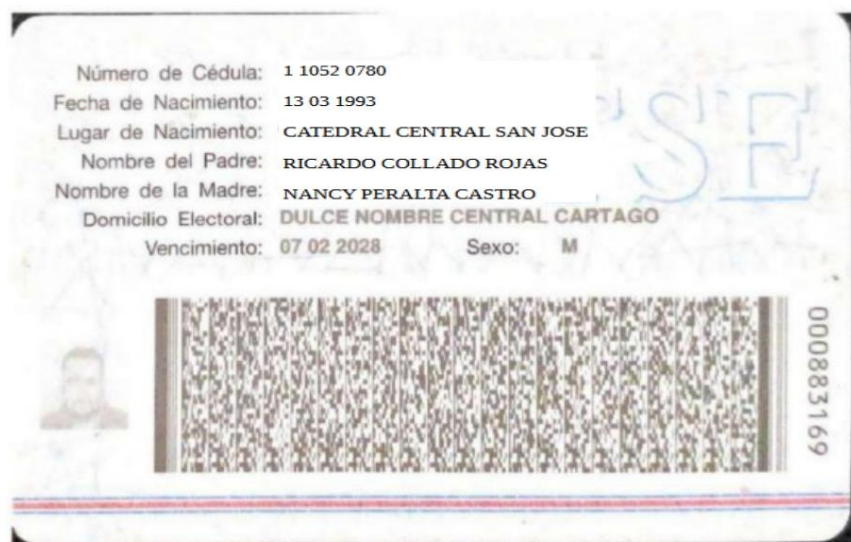 Número de Cédula: 1 1052 0780
Fecha de Nacimiento: 13 03 1993
Lugar de Nacimiento: CATEDRAL CENTRAL SAN JOSE
Nombre del Padre: RICARDO COLLADO ROJAS
Nombre de la Madre: NANCY PERALTA CASTRO
Domicilio Electoral: DULCE NOMBRE CENTRAL CARTAGO
Vencimiento: 07 02 2028 Sexo: M
TSE
000883169